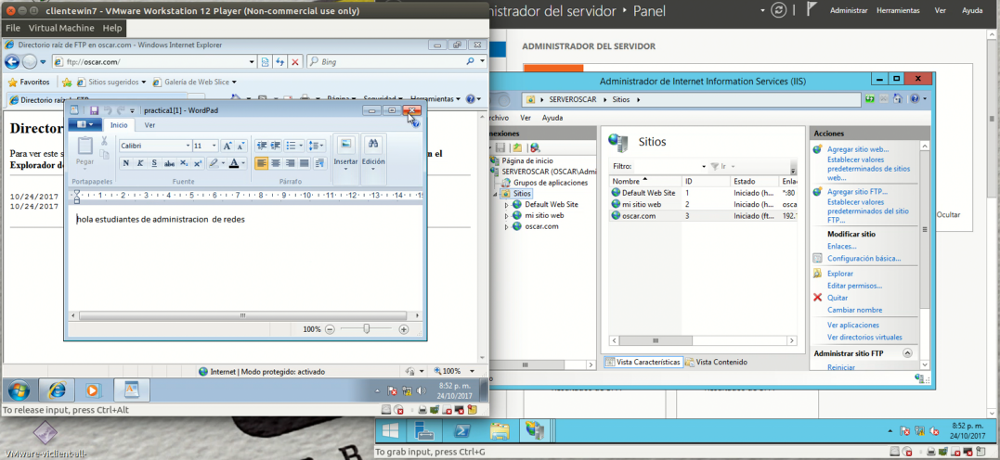 clientewin7 - VMware Workstation 12 Player (Non-commercial use only)
File Virtual Machine Help
Directorio raíz de FTP en oscar.com - Windows Internet Explorer
ftp://oscar.com/
Bing
Favoritos Sitios sugeridos Galería de Web Slice
Directorio raíz de FTP Página Seguridad Herramientas
Director
Para ver este s n el
Explorador de
10/24/2017
10/24/2017
practica1[1] - WordPad
Inicio Ver
Pegar
Calibri 11
Insertar Edición
N K S abc X₂ X² A
Portapapeles Fuente Párrafo
hola estudiantes de administracion de redes
100%
Internet | Modo protegido: activado
100%
8:52 p. m.
24/10/2017
To release input, press Ctrl+Alt
VMware-viclient-all-
nistrador del servidor Panel
Administrar Herramientas Ver Ayuda
ADMINISTRADOR DEL SERVIDOR
Ocultar
Administrador de Internet Information Services (IIS)
SERVEROSCAR Sitios
rchivo Ver Ayuda
nexiones
Página de inicio
SERVEROSCAR (OSCAR\Admi
Grupos de aplicaciones
Sitios
Default Web Site
mi sitio web
oscar.com
Sitios
Filtro: Ir
Nombre ID Estado Enla
Default Web Site 1 Iniciado (h... *:80
mi sitio web 2 Iniciado (h... osca
oscar.com 3 Iniciado (ft... 192.1
Vista Características Vista Contenido
Acciones
Agregar sitio web...
Establecer valores
predeterminados de sitios
web...
Agregar sitio FTP...
Establecer valores
predeterminados del sitio
FTP...
Modificar sitio
Enlaces...
Configuración básica...
Explorar
Editar permisos...
Quitar
Cambiar nombre
Ver aplicaciones
Ver directorios virtuales
Administrar sitio FTP
Reiniciar
8:52 p. m.
24/10/2017
To grab input, press Ctrl+G